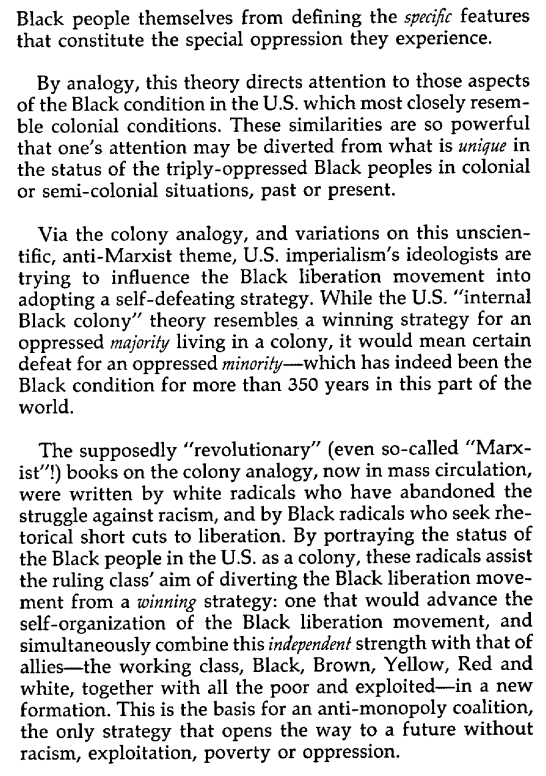 Black people themselves from defining the specific features
that constitute the special oppression they experience.
By analogy, this theory directs attention to those aspects
of the Black condition in the U.S. which most closely resem-
ble colonial conditions. These similarities are so powerful
that one's attention may be diverted from what is unique in
the status of the triply-oppressed Black peoples in colonial
or semi-colonial situations, past or present.
Via the colony analogy, and variations on this unscien-
tific, anti-Marxist theme, U.S. imperialism's ideologists are
trying to influence the Black liberation movement into
adopting a self-defeating strategy. While the U.S. "internal
Black colony" theory resembles a winning strategy for an
oppressed majority living in a colony, it would mean certain
defeat for an oppressed minority—which has indeed been the
Black condition for more than 350 years in this part of the
world.
The supposedly "revolutionary" (even so-called "Marx-
ist"!) books on the colony analogy, now in mass circulation,
were written by white radicals who have abandoned the
struggle against racism, and by Black radicals who seek rhe-
torical short cuts to liberation. By portraying the status of
the Black people in the U.S. as a colony, these radicals assist
the ruling class' aim of diverting the Black liberation move-
ment from a winning strategy: one that would advance the
self-organization of the Black liberation movement, and
simultaneously combine this independent strength with that of
allies—the working class, Black, Brown, Yellow, Red and
white, together with all the poor and exploited—in a new
formation. This is the basis for an anti-monopoly coalition,
the only strategy that opens the way to a future without
racism, exploitation, poverty or oppression.